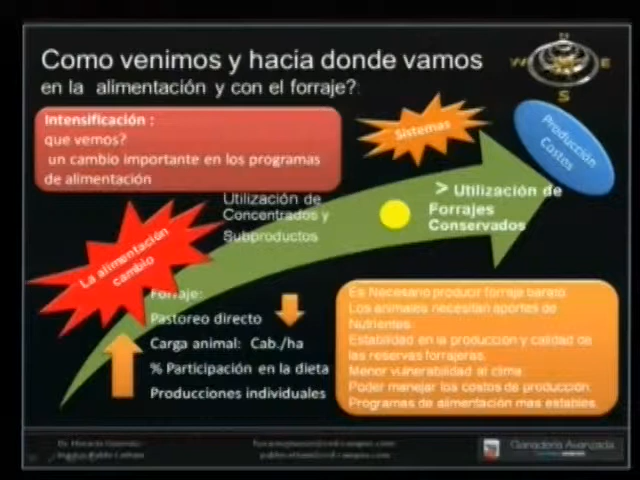 Como venimos y hacia donde vamos
en la alimentación y con el forraje?
N
W E
S
Intensificación :
que vemos?
un cambio importante en los programas
de alimentación
Sistemas
Producción
Costos
Utilización de
Concentrados y
Subproductos
> Utilización de
Forrajes
Conservados
La alimentación
cambio
Forraje:
Pastoreo directo
Carga animal: Cab./ha
% Participación en la dieta
Producciones individuales
Es Necesario producir forraje barato.
Los animales necesitan aportes de
Nutrientes.
Estabilidad en la producción y calidad de
las reservas forrajeras.
Menor vulnerabilidad al clima.
Poder manejar los costos de producción.
Programas de alimentación mas estables.
Ganadería Avanzada